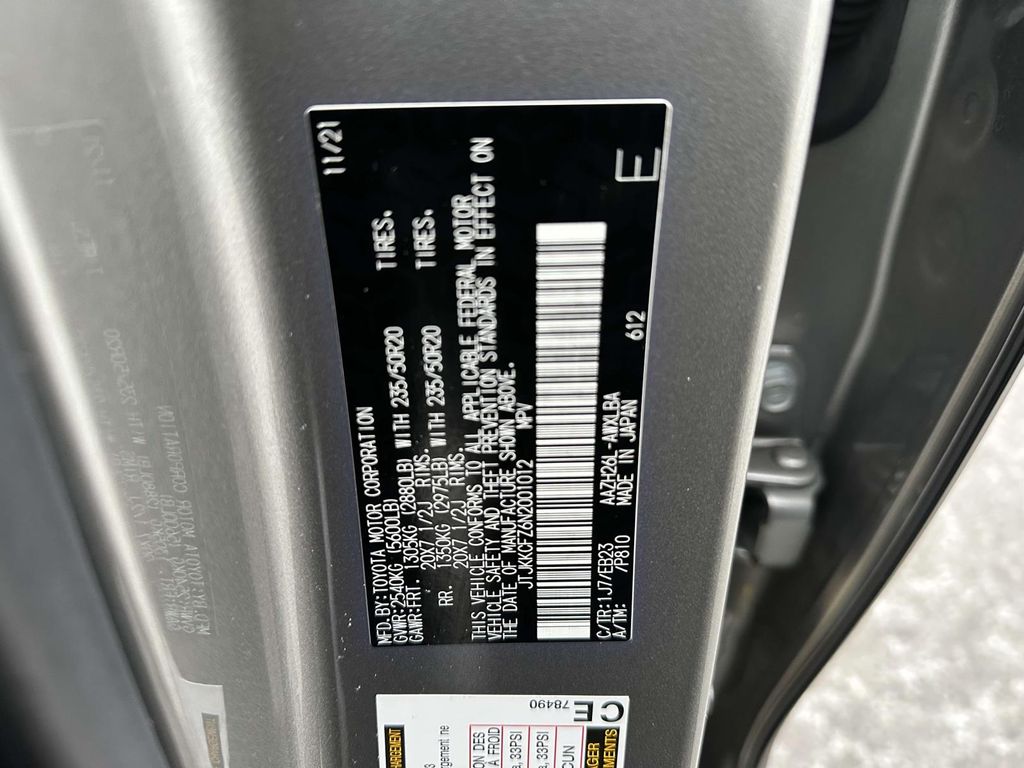 11/21
MFD.BY:TOYOTA MOTOR CORPORATION
GVWR:2540KG (5600LB)
GAWR:FRT. 1305KG (2880LB) WITH 235/50R20 TIRES.
20X7 1/2J RIMS.
RR. 1350KG (2975LB) WITH 235/50R20 TIRES.
20X7 1/2J RIMS.
THIS VEHICLE CONFORMS TO ALL APPLICABLE FEDERAL MOTOR
VEHICLE SAFETY AND THEFT PREVENTION STANDARDS IN EFFECT ON
THE DATE OF MANUFACTURE SHOWN ABOVE.
JTJKKCFZ6N2001012 MPV
C/TR:1J7/EB23 AAZH26L-AWXLBA
A/TM: /P810 MADE IN JAPAN
612
E
CE
78490